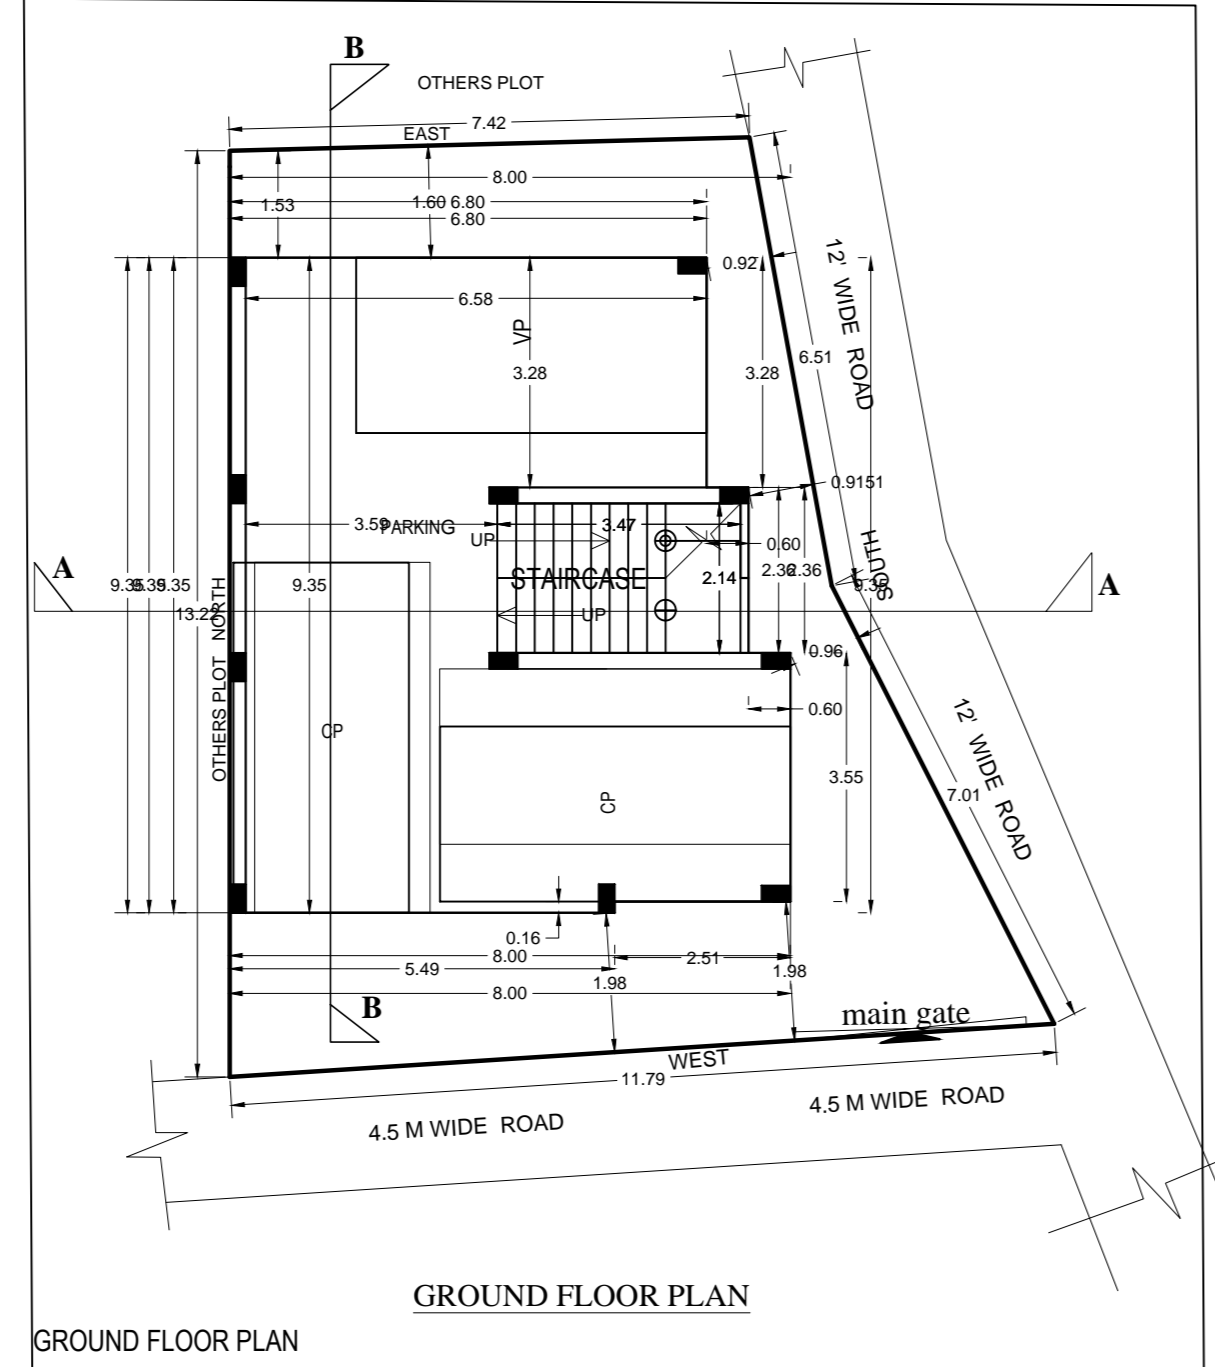 B
OTHERS PLOT
7.42
EAST
8.00
1.53
1.60
6.80
6.80
0.92
12' WIDE ROAD
6.58
VP
3.28
3.28
6.51
0.9151
3.59
PARKING
3.47
UP
0.60
SOUTH
A
9.35
9.35
9.35
9.35
STAIRCASE
2.14
2.36
2.36
9.35
A
13.22
UP
OTHERS PLOT NORTH
0.96
0.60
12' WIDE ROAD
CP
3.55
CP
7.01
0.16
8.00
2.51
5.49
1.98
1.98
8.00
B
main gate
WEST
11.79
4.5 M WIDE ROAD
4.5 M WIDE ROAD
GROUND FLOOR PLAN
GROUND FLOOR PLAN